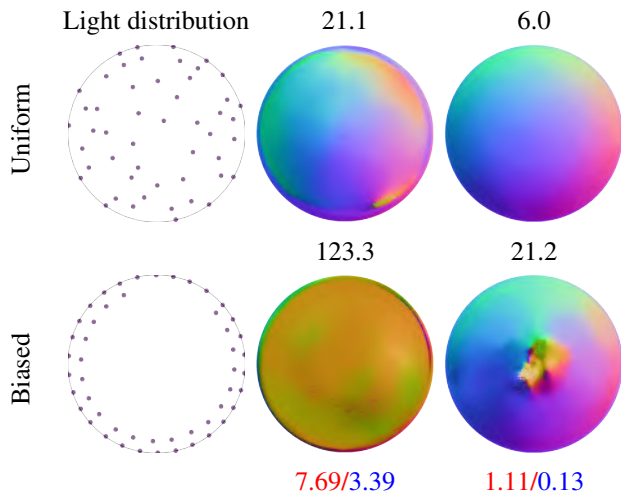 Light distribution 21.1 6.0
Uniform
123.3 21.2
Biased
7.69/3.39 1.11/0.13